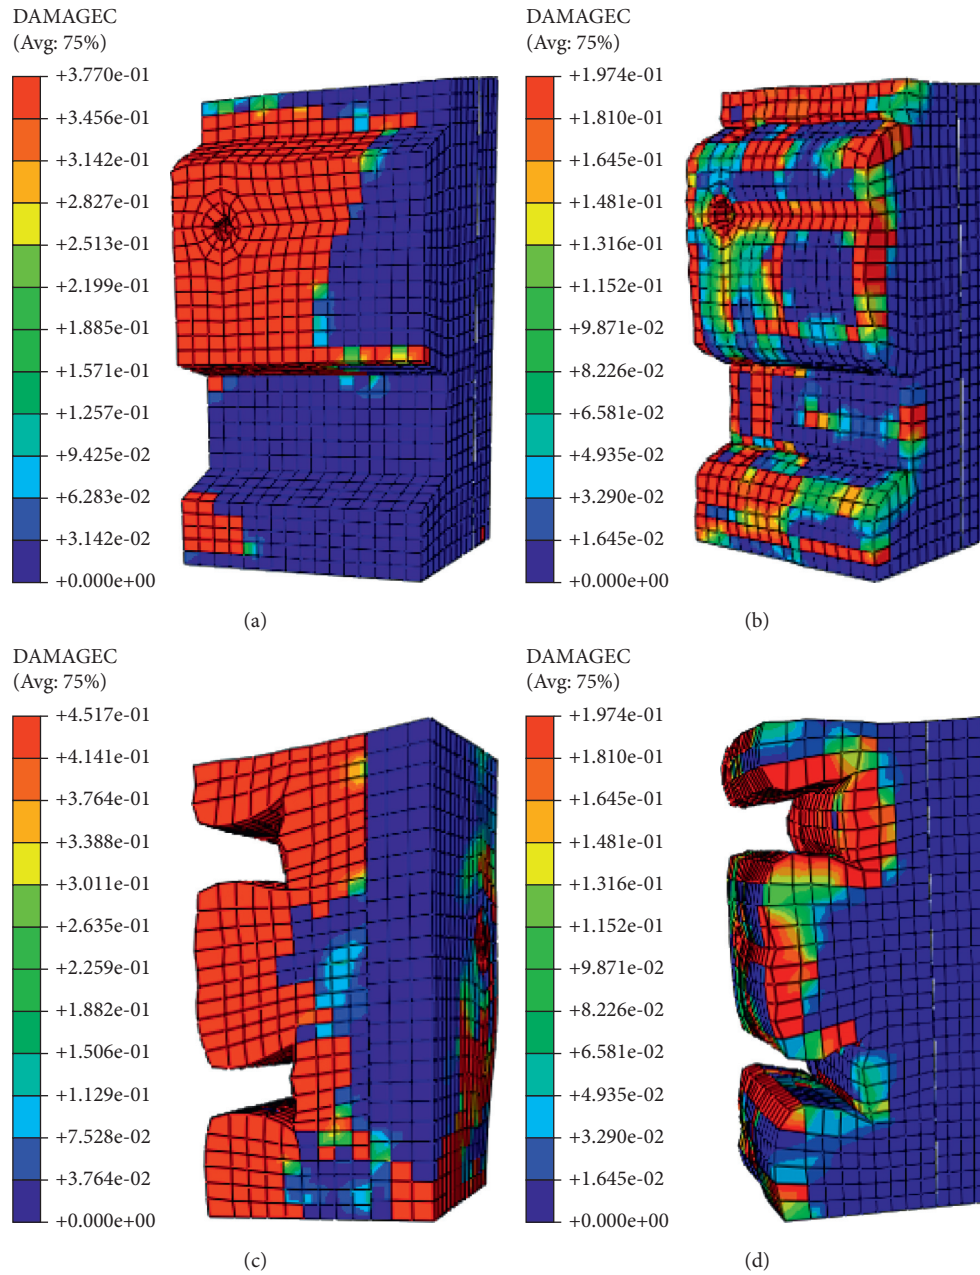 DAMAGEC
(Avg: 75%)
+3.770e-01
+3.456e-01
+3.142e-01
+2.827e-01
+2.513e-01
+2.199e-01
+1.885e-01
+1.571e-01
+1.257e-01
+9.425e-02
+6.283e-02
+3.142e-02
+0.000e+00
(a)
DAMAGEC
(Avg: 75%)
+1.974e-01
+1.810e-01
+1.645e-01
+1.481e-01
+1.316e-01
+1.152e-01
+9.871e-02
+8.226e-02
+6.581e-02
+4.935e-02
+3.290e-02
+1.645e-02
+0.000e+00
(b)
DAMAGEC
(Avg: 75%)
+4.517e-01
+4.141e-01
+3.764e-01
+3.388e-01
+3.011e-01
+2.635e-01
+2.259e-01
+1.882e-01
+1.506e-01
+1.129e-01
+7.528e-02
+3.764e-02
+0.000e+00
(c)
DAMAGEC
(Avg: 75%)
+1.974e-01
+1.810e-01
+1.645e-01
+1.481e-01
+1.316e-01
+1.152e-01
+9.871e-02
+8.226e-02
+6.581e-02
+4.935e-02
+3.290e-02
+1.645e-02
+0.000e+00
(d)